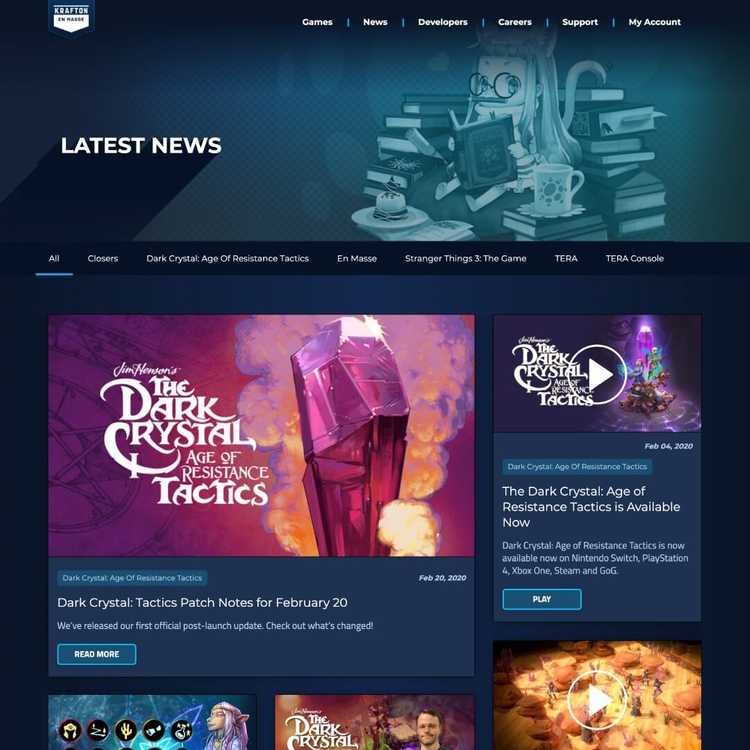 KRAFTON
EN MASSE
Games
News
Developers
Careers
Support
My Account
LATEST NEWS
All
Closers
Dark Crystal: Age Of Resistance Tactics
En Masse
Stranger Things 3: The Game
TERA
TERA Console
Jim Henson's
THE
DARK
CRYSTAL
AGE OF
RESISTANCE
TACTICS
Dark Crystal: Age Of Resistance Tactics
Feb 20, 2020
Dark Crystal: Tactics Patch Notes for February 20
We've released our first official post-launch update. Check out what's changed!
READ MORE
Jim Henson's
THE
DARK
CRYSTAL
AGE OF
RESISTANCE
TACTICS
Feb 04, 2020
Dark Crystal: Age Of Resistance Tactics
The Dark Crystal: Age of
Resistance Tactics is Available
Now
Dark Crystal: Age of Resistance Tactics is now
available now on Nintendo Switch, PlayStation
4, Xbox One, Steam and GoG.
PLAY
Jim Henson's
THE
DARK
CRYSTAL